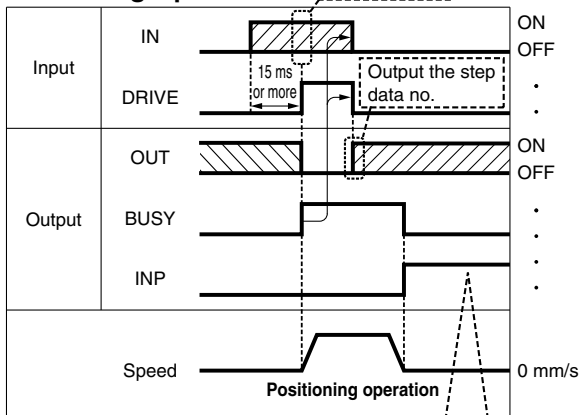 IN
ON
OFF
Input
15 ms
or more
Output the step
data no.
DRIVE
OUT
ON
OFF
Output
BUSY
INP
Speed
0 mm/s
Positioning operation